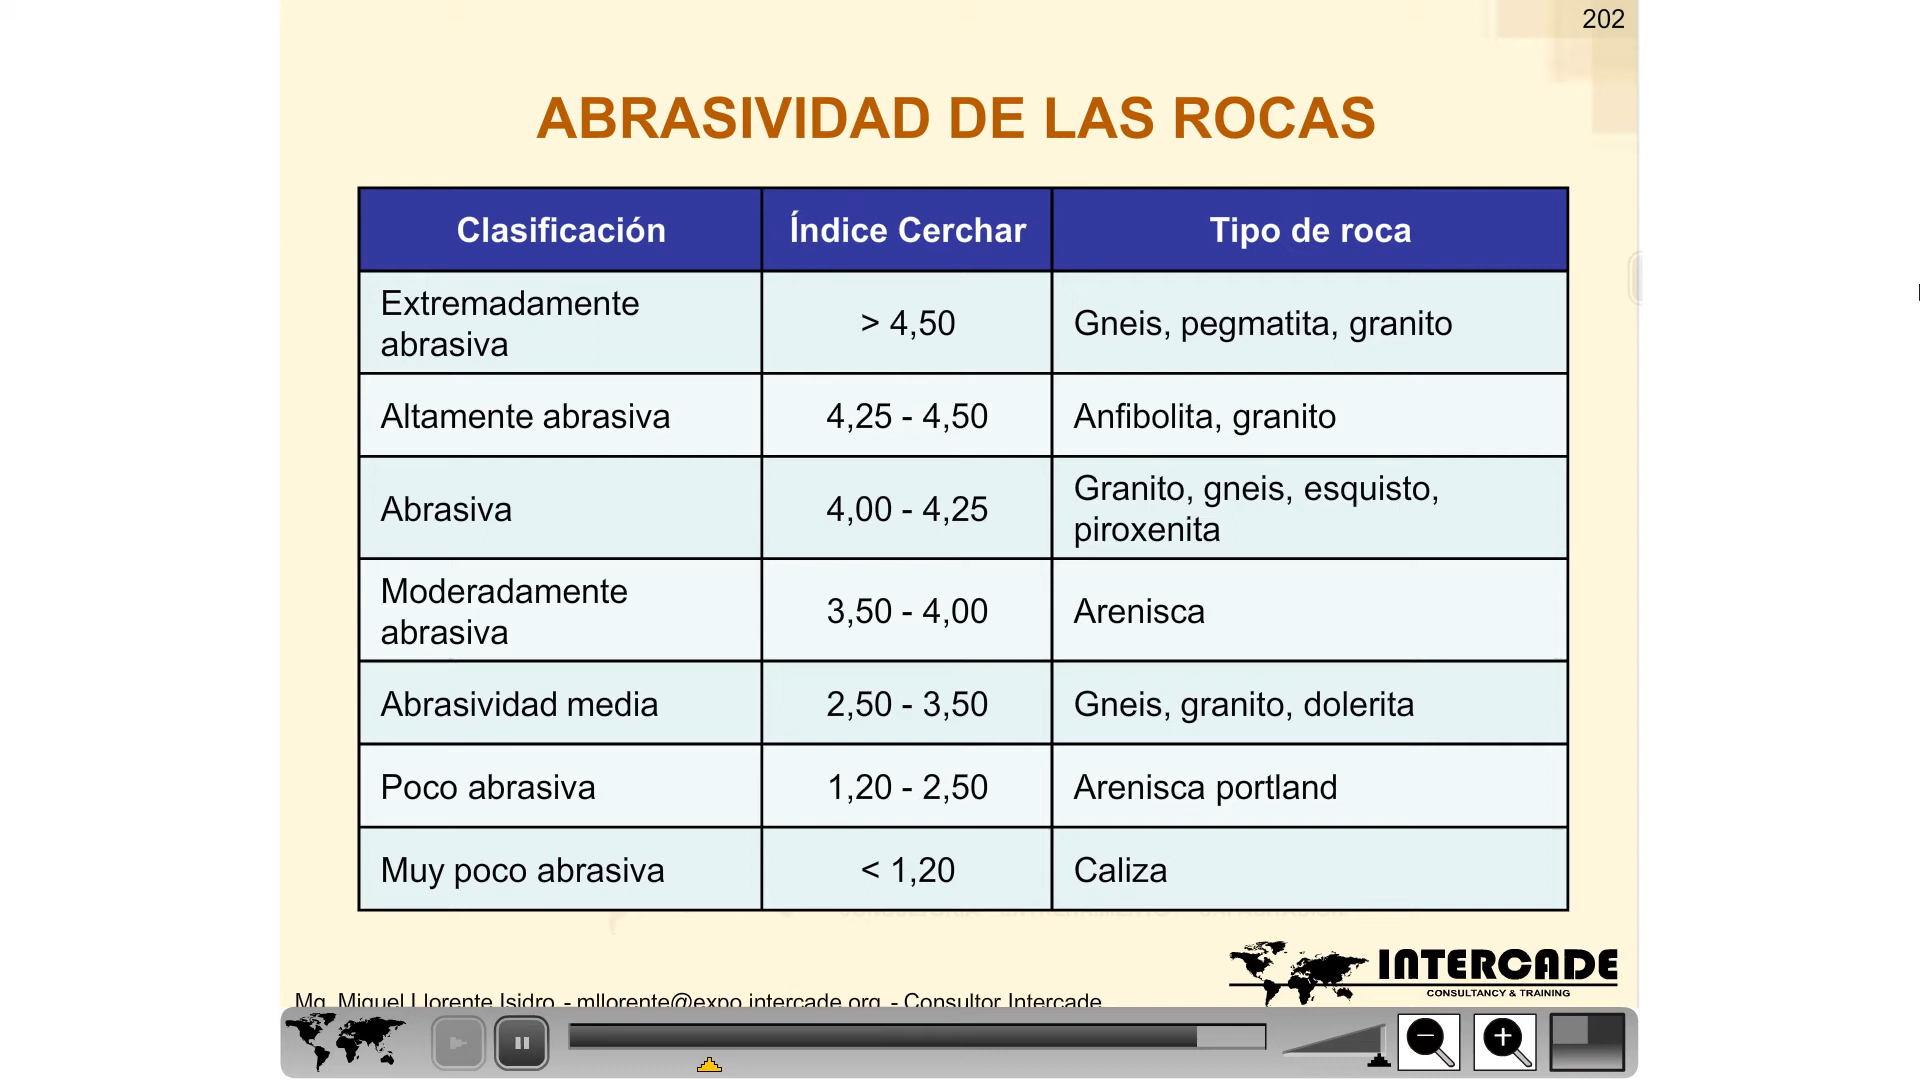 202
ABRASIVIDAD DE LAS ROCAS
Clasificación Índice Cerchar Tipo de roca
Extremadamente
abrasiva
> 4,50
Gneis, pegmatita, granito
Altamente abrasiva 4,25 - 4,50 Anfibolita, granito
Abrasiva 4,00 - 4,25
Granito, gneis, esquisto,
piroxenita
Moderadamente
abrasiva
3,50 - 4,00 Arenisca
Abrasividad media 2,50 - 3,50 Gneis, granito, dolerita
Poco abrasiva 1,20 - 2,50 Arenisca portland
Muy poco abrasiva < 1,20 Caliza
INTERCADE
CONSULTANCY & TRAINING
Mg. Miguel Llorente Isidro - mllorente@expo.intercade.org - Consultor Intercade